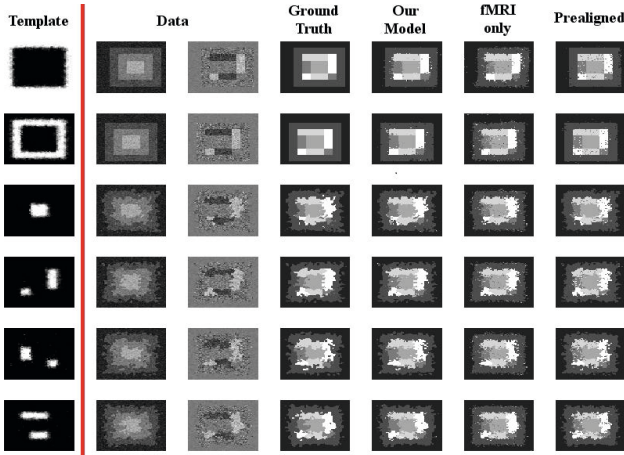 Template
Data
Ground
Truth
Our
Model
fMRI
only
Prealigned